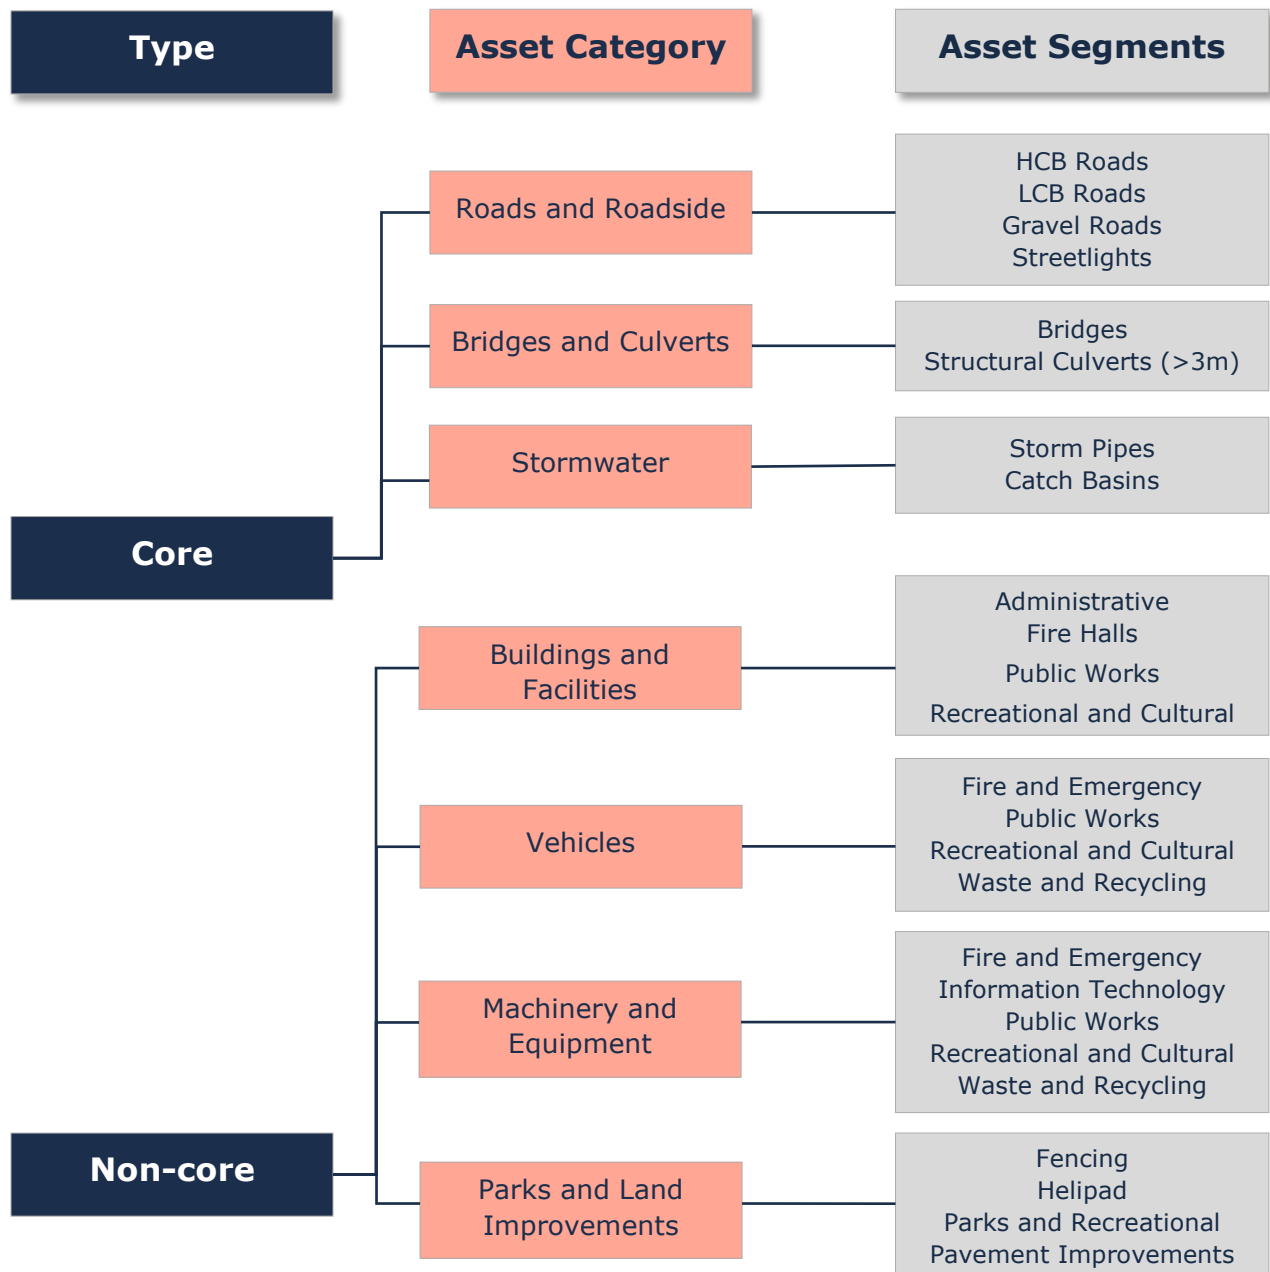 Type
Asset Category
Asset Segments
Roads and Roadside
HCB Roads
LCB Roads
Gravel Roads
Streetlights
Bridges and Culverts
Bridges
Structural Culverts (>3m)
Stormwater
Storm Pipes
Catch Basins
Core
Buildings and
Facilities
Administrative
Fire Halls
Public Works
Recreational and Cultural
Vehicles
Fire and Emergency
Public Works
Recreational and Cultural
Waste and Recycling
Machinery and
Equipment
Fire and Emergency
Information Technology
Public Works
Recreational and Cultural
Waste and Recycling
Non-core
Parks and Land
Improvements
Fencing
Helipad
Parks and Recreational
Pavement Improvements